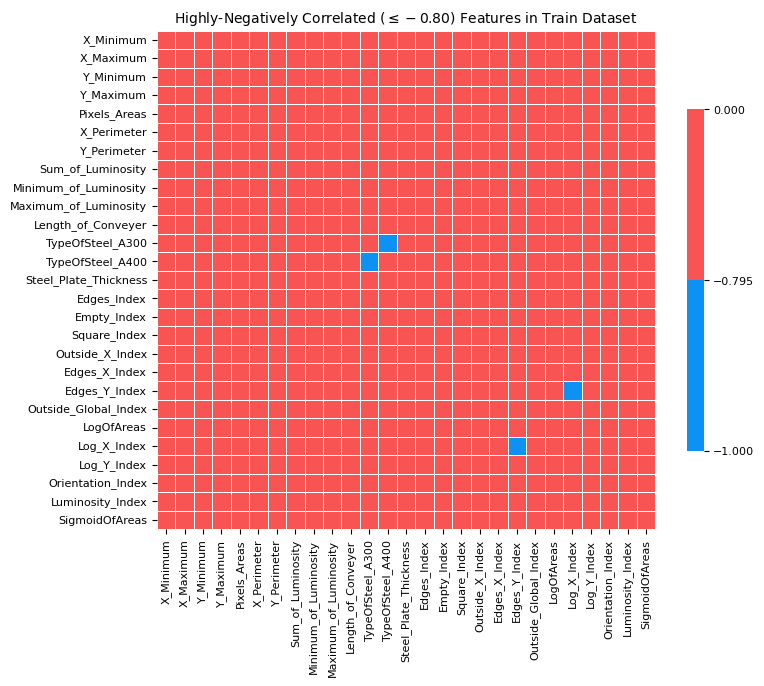 Highly-Negatively Correlated (≤ −0.80) Features in Train Dataset
X_Minimum
X_Maximum
Y_Minimum
Y_Maximum
Pixels_Areas
X_Perimeter
Y_Perimeter
Sum_of_Luminosity
Minimum_of_Luminosity
Maximum_of_Luminosity
Length_of_Conveyer
TypeOfSteel_A300
TypeOfSteel_A400
Steel_Plate_Thickness
Edges_Index
Empty_Index
Square_Index
Outside_X_Index
Edges_X_Index
Edges_Y_Index
Outside_Global_Index
LogOfAreas
Log_X_Index
Log_Y_Index
Orientation_Index
Luminosity_Index
SigmoidOfAreas
X_Minimum
X_Maximum
Y_Minimum
Y_Maximum
Pixels_Areas
X_Perimeter
Y_Perimeter
Sum_of_Luminosity
Minimum_of_Luminosity
Maximum_of_Luminosity
Length_of_Conveyer
TypeOfSteel_A300
TypeOfSteel_A400
Steel_Plate_Thickness
Edges_Index
Empty_Index
Square_Index
Outside_X_Index
Edges_X_Index
Edges_Y_Index
Outside_Global_Index
LogOfAreas
Log_X_Index
Log_Y_Index
Orientation_Index
Luminosity_Index
SigmoidOfAreas
0.000
−0.795
−1.000